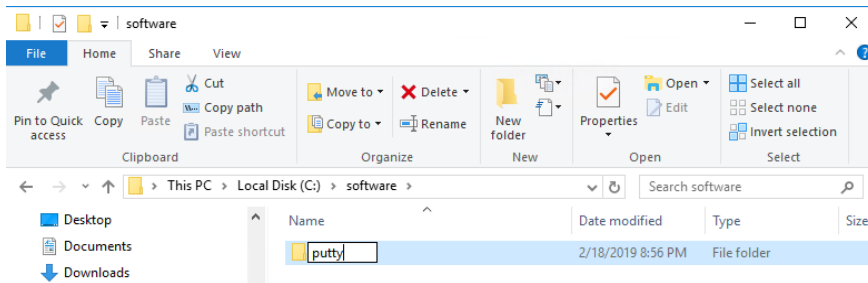 software
File Home Share View
Pin to Quick access
Copy
Paste
Cut
Copy path
Paste shortcut
Clipboard
Move to
Copy to
Delete
Rename
Organize
New folder
New
Properties
Open
Edit
Open
Select all
Select none
Invert selection
Select
This PC > Local Disk (C:) > software >
Search software
Desktop
Documents
Downloads
Name Date modified Type Size
putty 2/18/2019 8:56 PM File folder